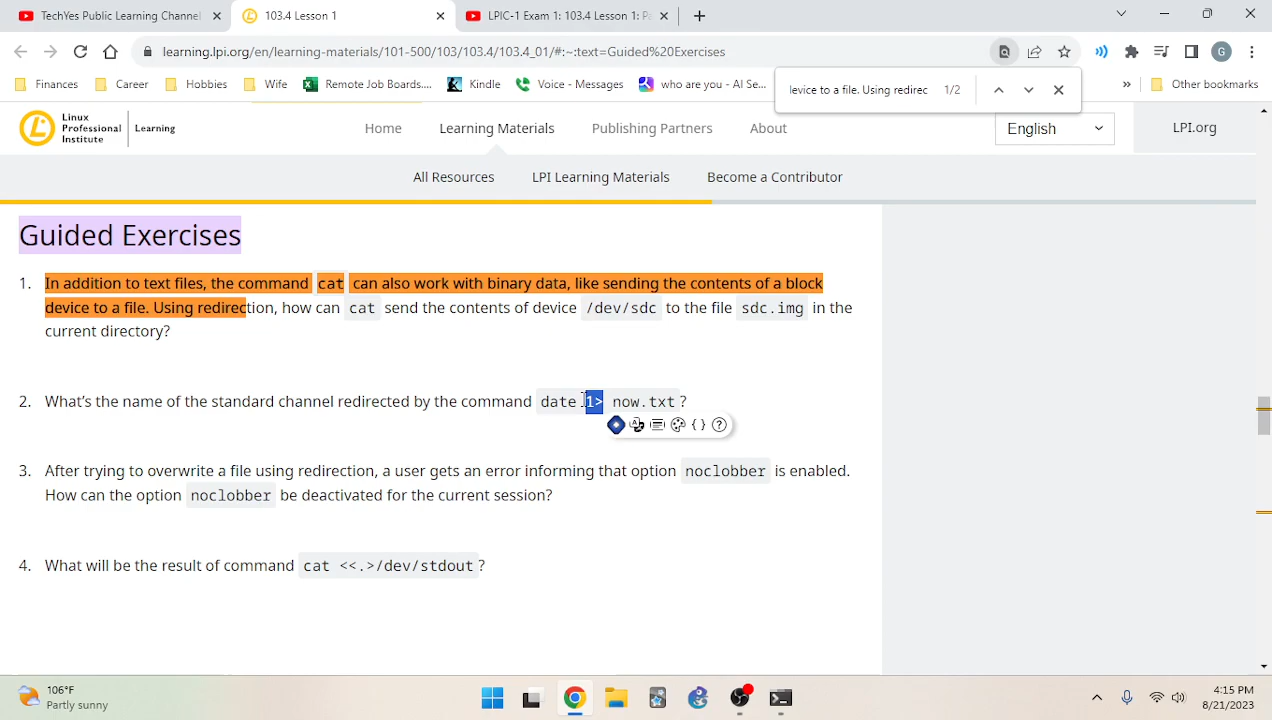 TechYes Public Learning Channel
103.4 Lesson 1
LPIC-1 Exam 1: 103.4 Lesson 1: Pa
learning.lpi.org/en/learning-materials/101-500/103/103.4/103.4_01/#:~:text=Guided%20Exercises
G
Finances
Career
Hobbies
Wife
Remote Job Boards....
Kindle
Voice - Messages
who are you - AI Se...
»
Other bookmarks
levice to a file. Using redirec
1/2
Linux
Professional
Institute
Learning
Home
Learning Materials
Publishing Partners
About
English
LPI.org
All Resources
LPI Learning Materials
Become a Contributor
Guided Exercises
1. In addition to text files, the command cat can also work with binary data, like sending the contents of a block
device to a file. Using redirection, how can cat send the contents of device /dev/sdc to the file sdc.img in the
current directory?
2. What's the name of the standard channel redirected by the command date 1> now.txt?
3. After trying to overwrite a file using redirection, a user gets an error informing that option noclobber is enabled.
How can the option noclobber be deactivated for the current session?
4. What will be the result of command cat <<.>/dev/stdout?
106°F
Partly sunny
4:15 PM
8/21/2023